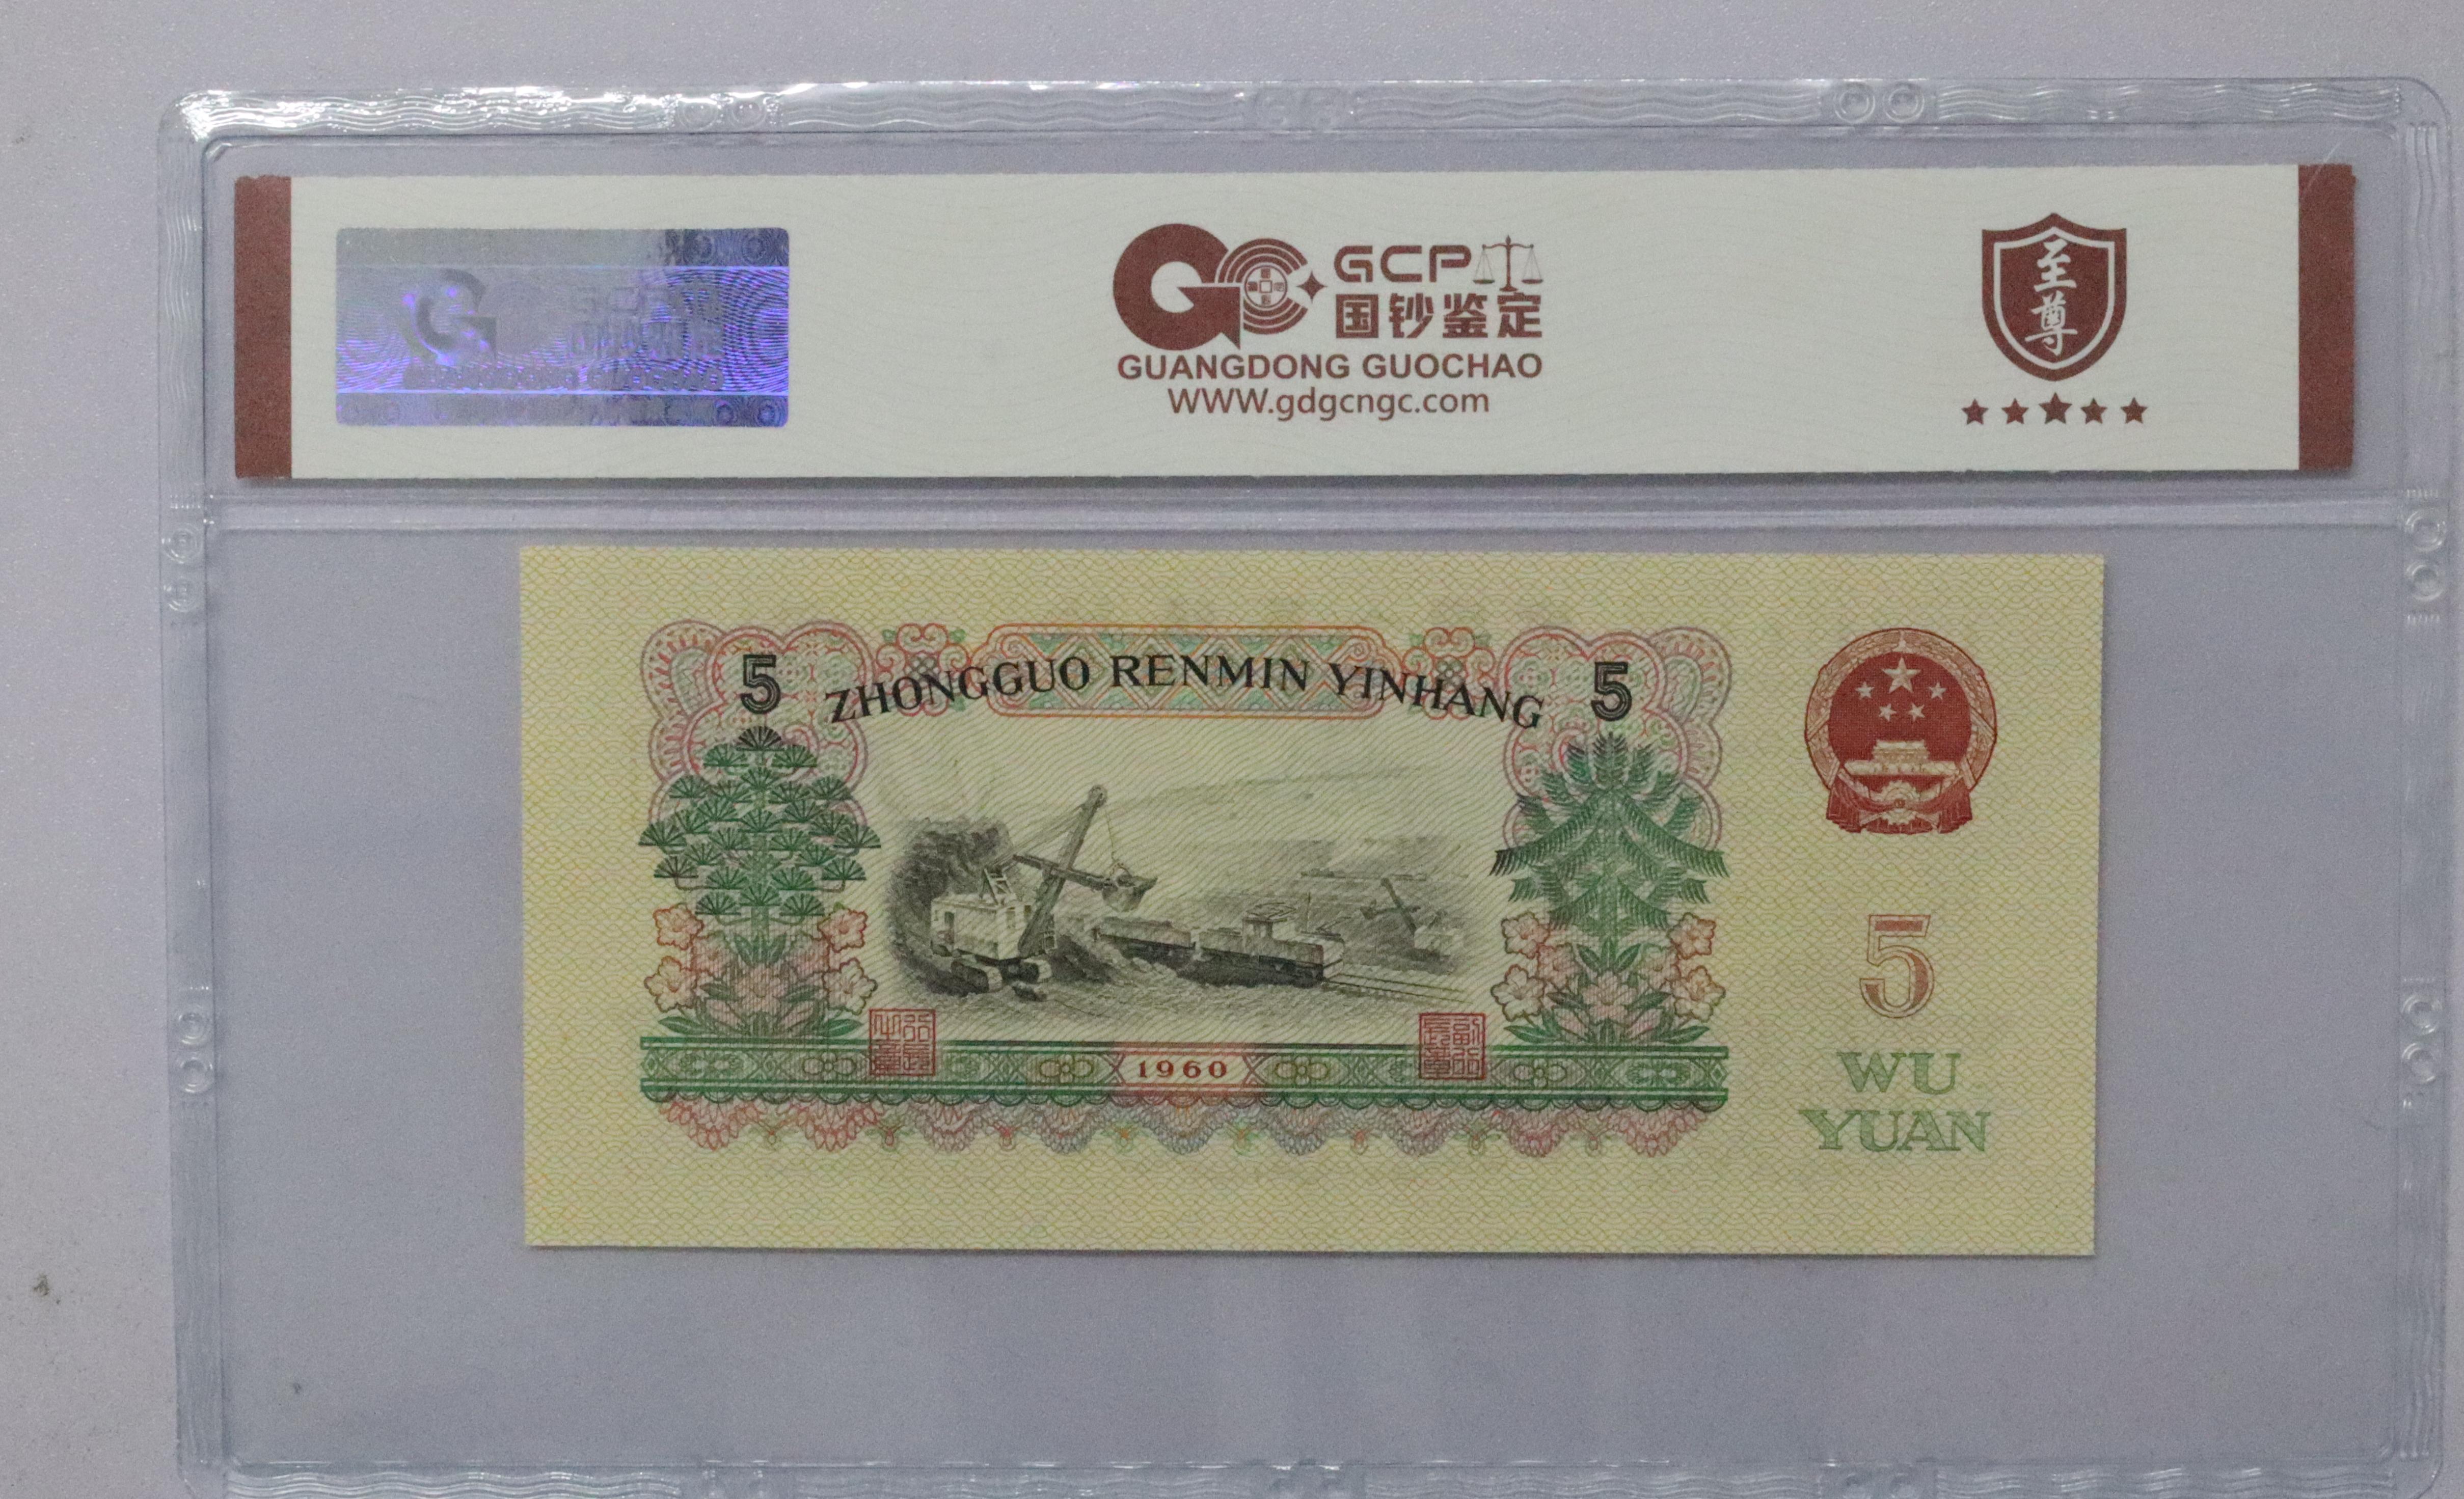 GCP
国钞鉴定
GUANGDONG GUOCHAO
WWW.gdgcngc.com
至尊
5 ZHONGGUO RENMIN YINHANG 5
5
WU
YUAN
1960